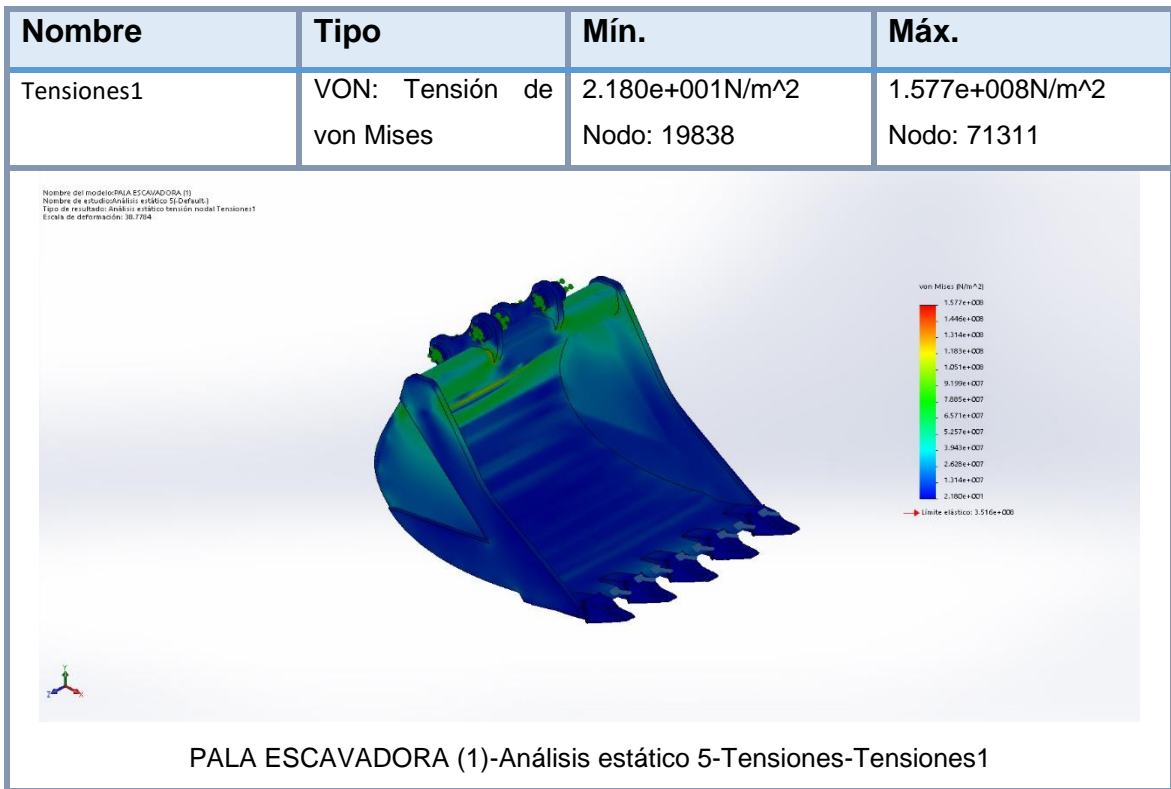 Nombre Tipo Mín. Máx.
Tensiones1 VON: Tensión de 2.180e+001N/m^2 1.577e+008N/m^2
von Mises Nodo: 19838 Nodo: 71311
Nombre del modelo:PALA ESCAVADORA (1)
Nombre de estudio:Análisis estático 5(-Default-)
Tipo de resultado: Análisis estático tensión nodal Tensiones1
Escala de deformación: 38.7784
von Mises (N/m^2)
1.577e+008
1.446e+008
1.314e+008
1.183e+008
1.051e+008
9.199e+007
7.885e+007
6.571e+007
5.257e+007
3.943e+007
2.628e+007
1.314e+007
2.180e+001
Límite elástico: 3.516e+008
Y
Z X
PALA ESCAVADORA (1)-Análisis estático 5-Tensiones-Tensiones1